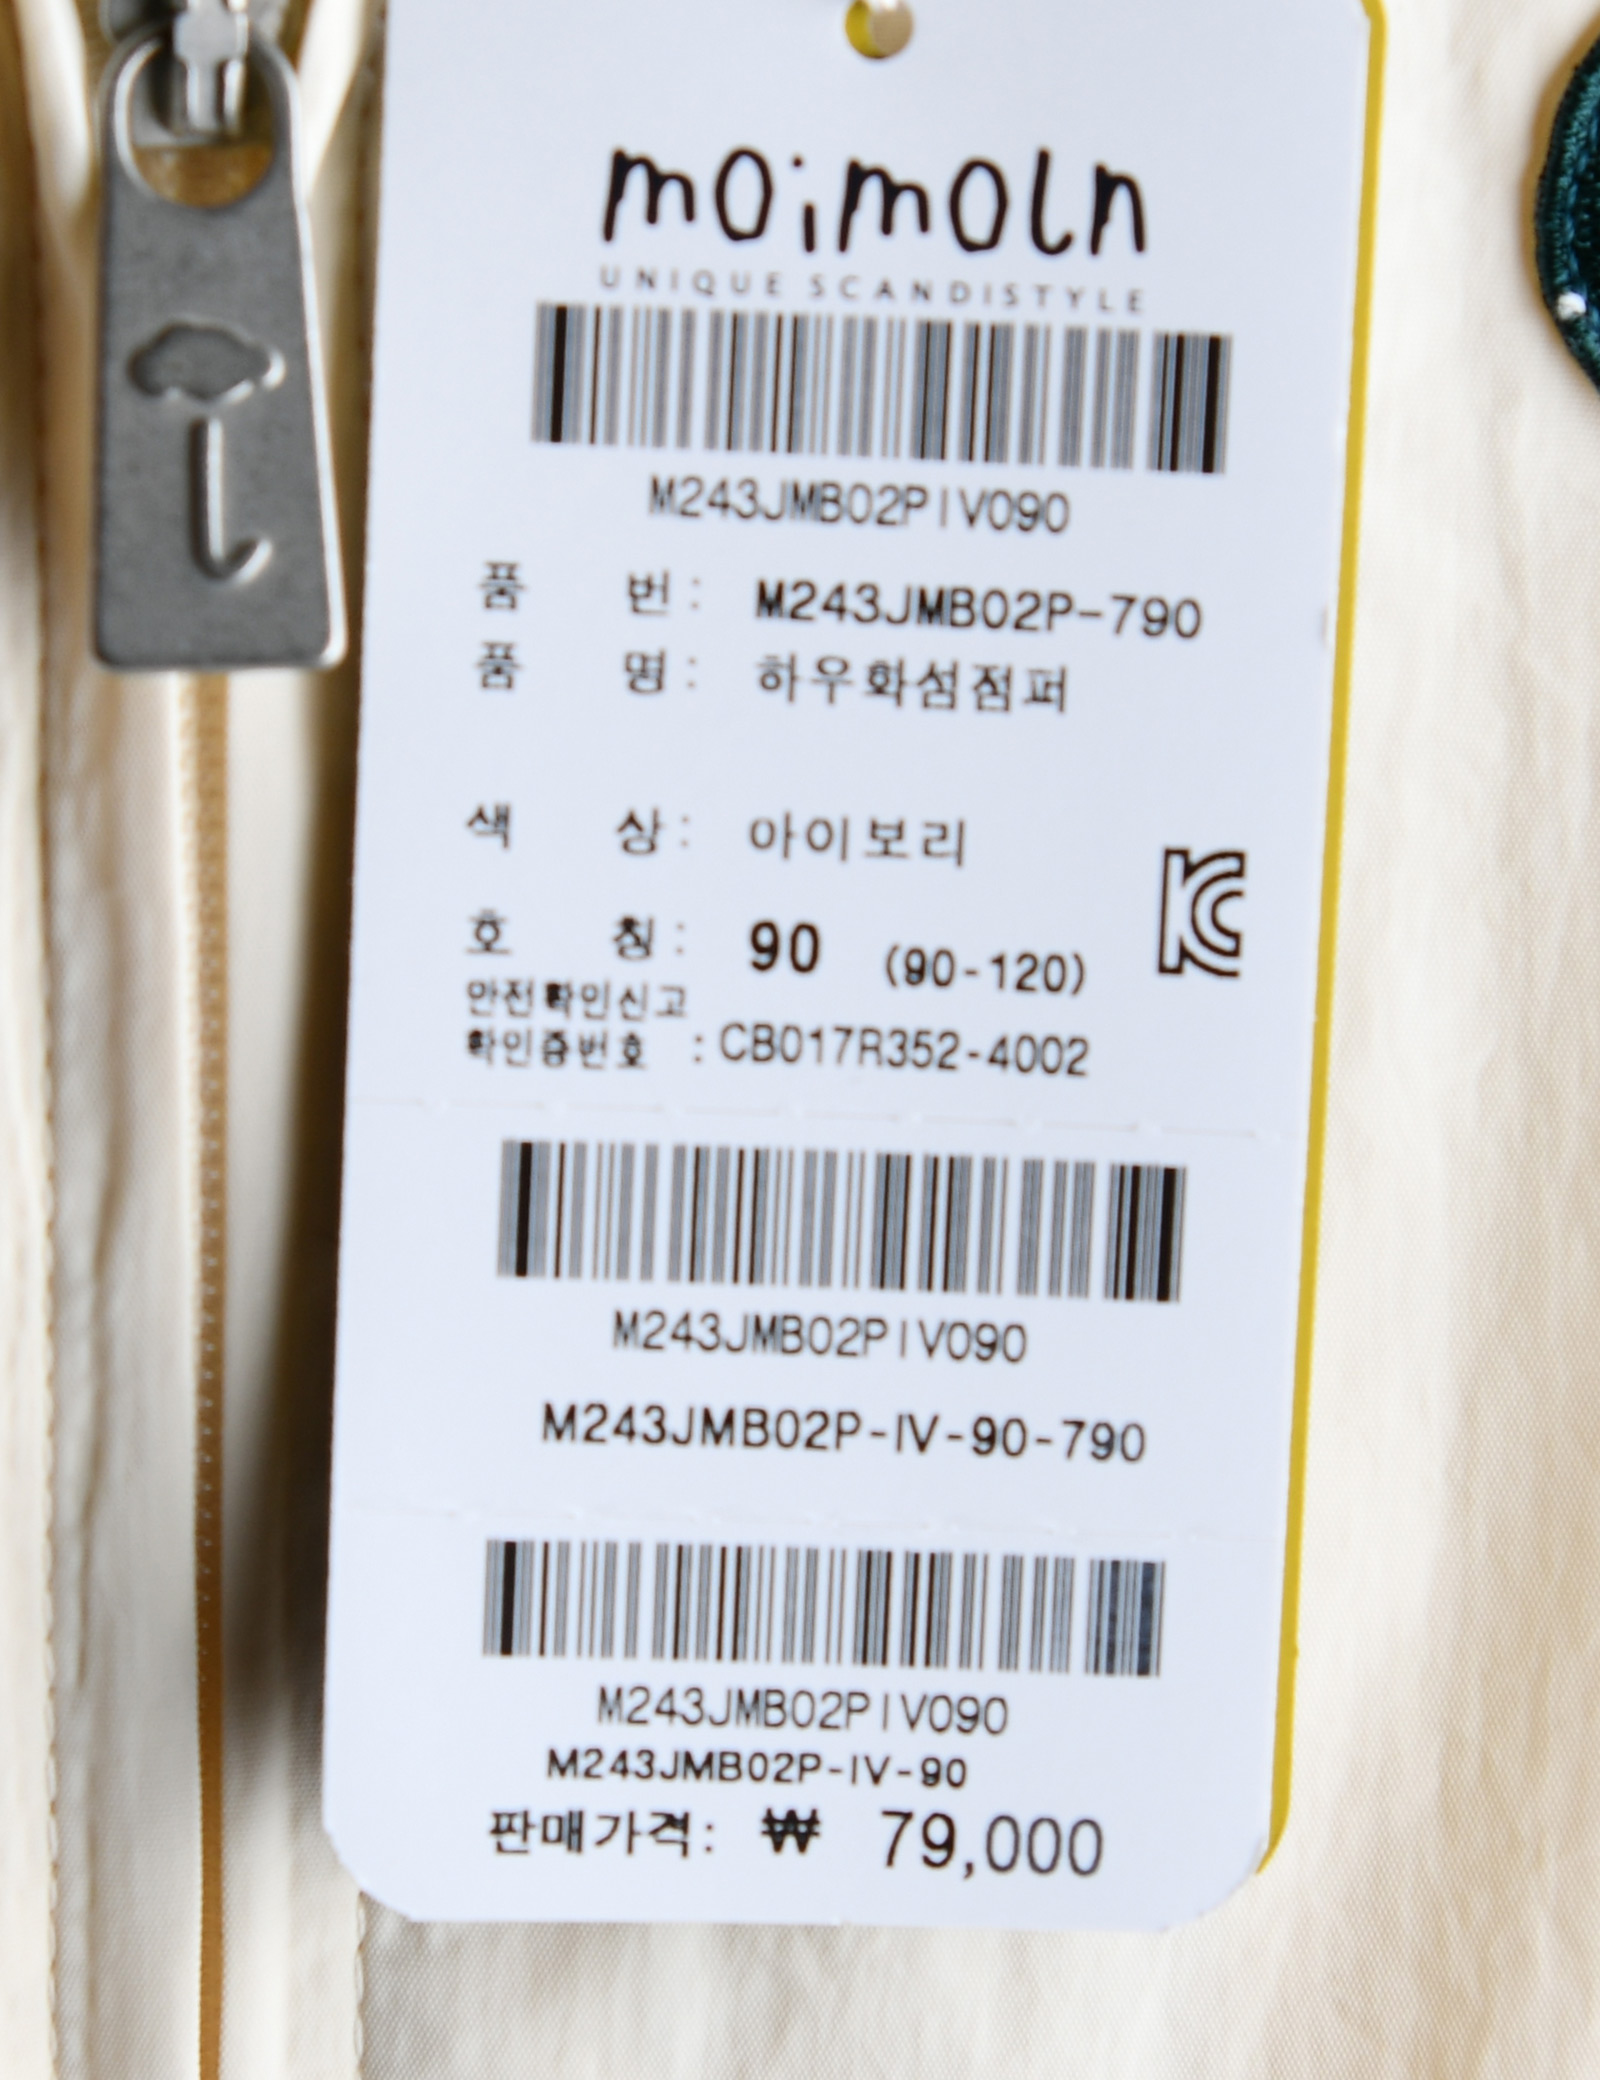 moimoln
UNIQUE SCANDISTYLE
M243JMB02PIV090
품 번 : M243JMB02P-790
품 명 : 하우화섬점퍼
색 상 : 아이보리
호 칭 : 90 (90-120)
안전확인신고
확인증번호 : CB017R352-4002
M243JMB02PIV090
M243JMB02P-IV-90-790
M243JMB02PIV090
M243JMB02P-IV-90
판매가격: ₩ 79,000